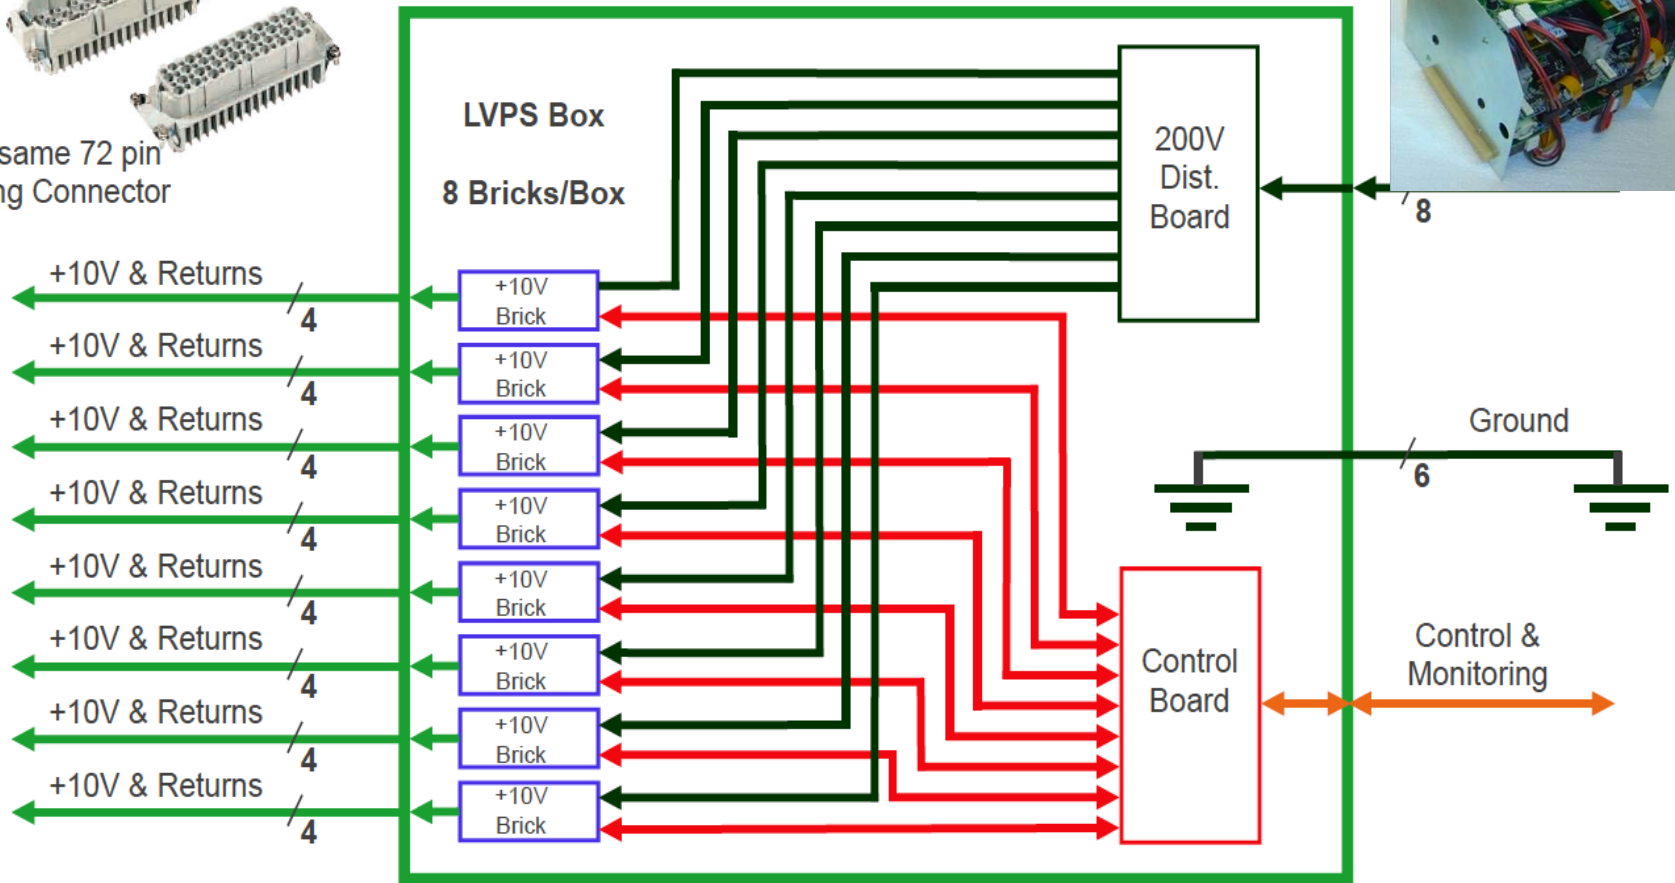 same 72 pin
Connector
LVPS Box
8 Bricks/Box
200V
Dist.
Board
8
+10V & Returns
4
+10V
Brick
+10V & Returns
4
+10V
Brick
+10V & Returns
4
+10V
Brick
+10V & Returns
4
+10V
Brick
+10V & Returns
4
+10V
Brick
+10V & Returns
4
+10V
Brick
+10V & Returns
4
+10V
Brick
+10V & Returns
4
+10V
Brick
Ground
6
Control
Board
Control &
Monitoring